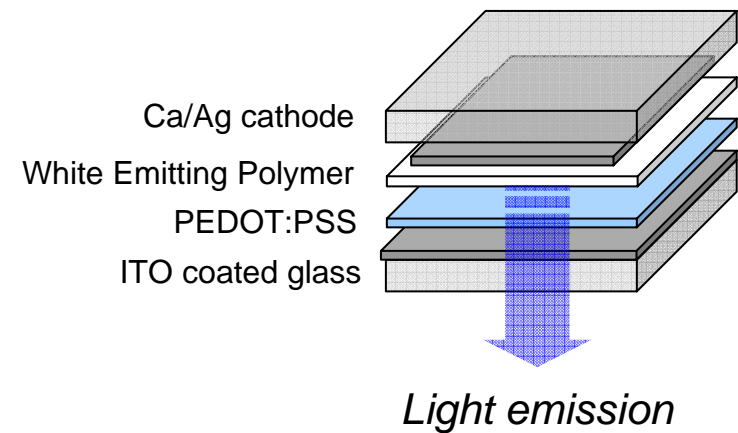 Ca/Ag cathode
White Emitting Polymer
PEDOT:PSS
ITO coated glass
Light emission